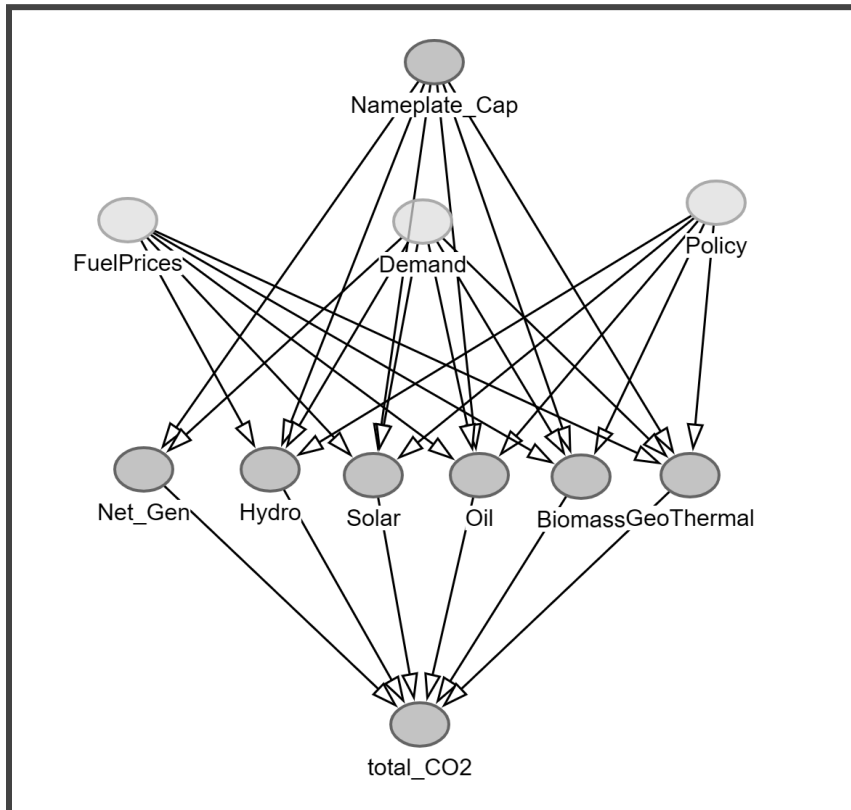 Nameplate_Cap
FuelPrices
Demand
Policy
Net_Gen
Hydro
Solar
Oil
Biomass
GeoThermal
total_CO2